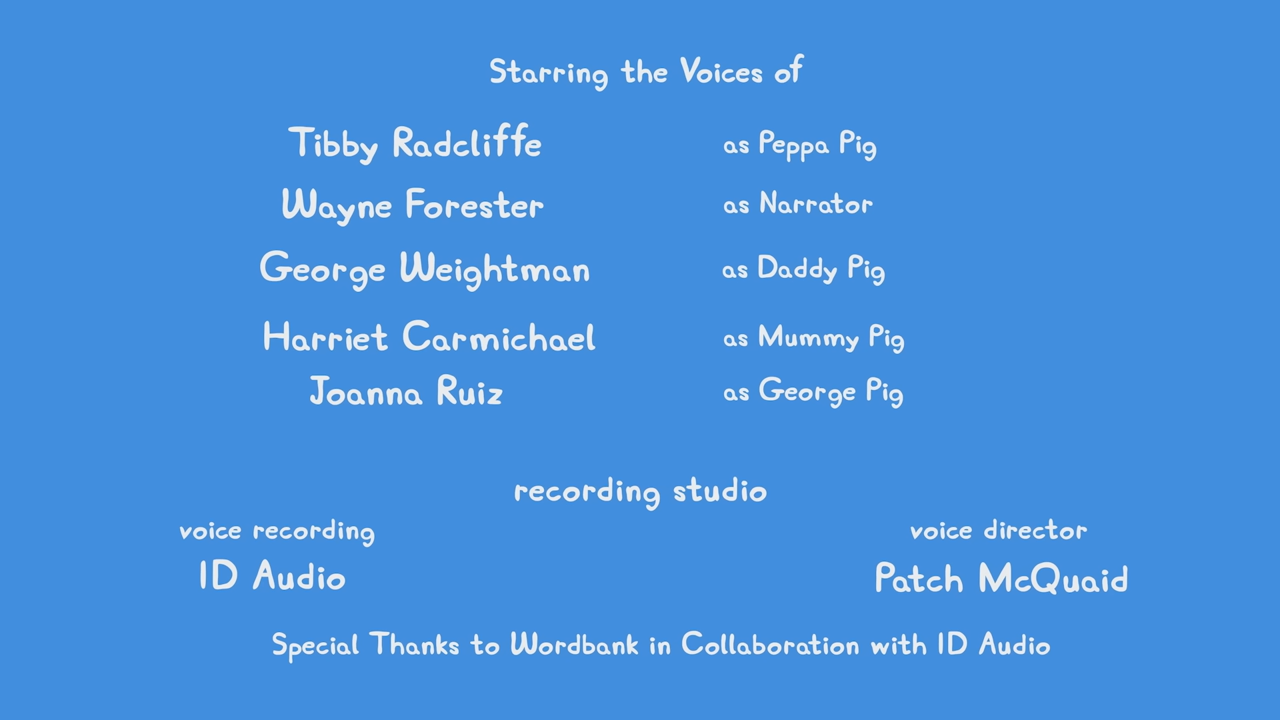 Starring the Voices of
Tibby Radcliffe as Peppa Pig
Wayne Forester as Narrator
George Weightman as Daddy Pig
Harriet Carmichael as Mummy Pig
Joanna Ruiz as George Pig
recording studio
voice recording voice director
ID Audio Patch McQuaid
Special Thanks to Wordbank in Collaboration with ID Audio